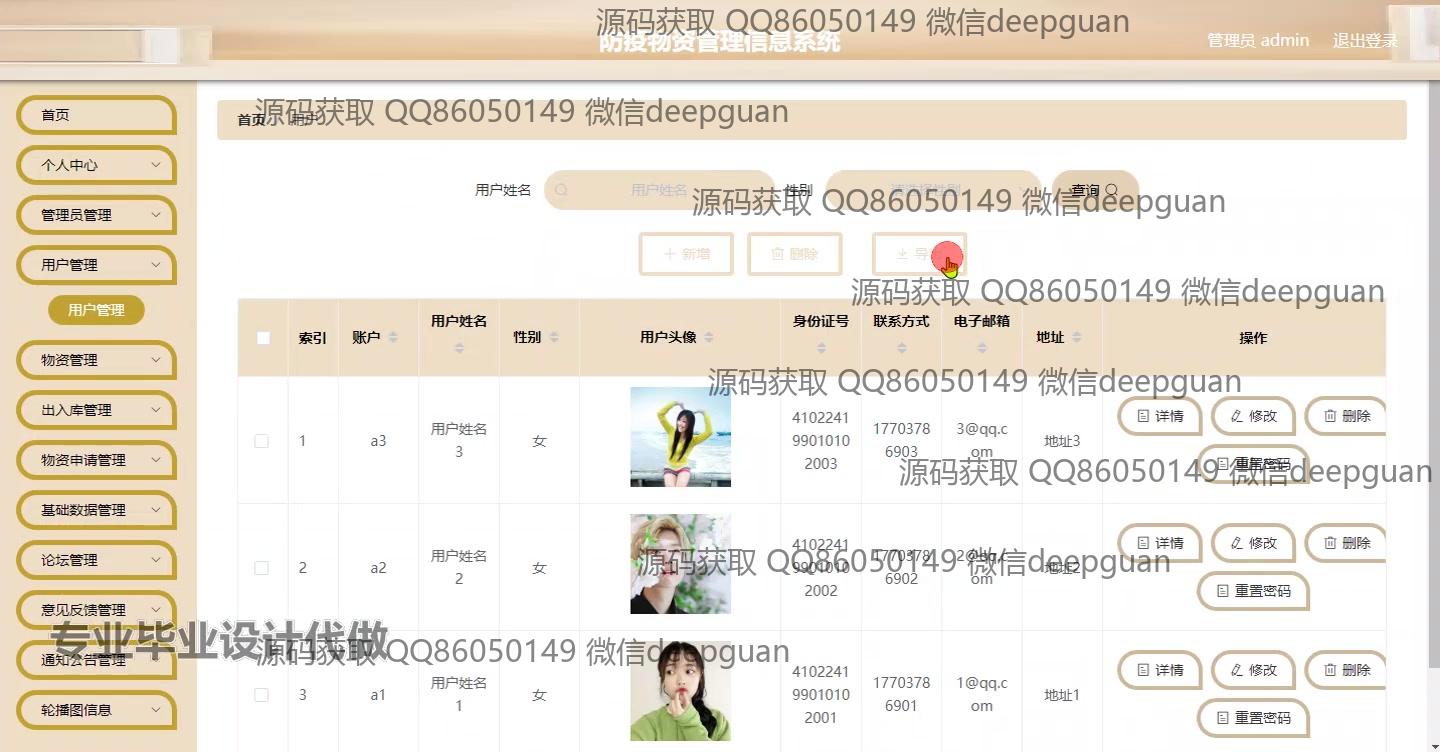 源码获取 QQ86050149 微信deepguan
防疫物资管理信息系统
管理员 admin 退出登录
源码获取 QQ86050149 微信deepguan
首页 用户
首页
个人中心
管理员管理
用户管理
用户管理
物资管理
出入库管理
物资申请管理
基础数据管理
论坛管理
意见反馈管理
通知公告管理
轮播图信息
专业毕业设计代做
用户姓名 用户姓名 性别 请选择性别 查询
源码获取 QQ86050149 微信deepguan
新增 删除 导
源码获取 QQ86050149 微信deepguan
索引 账户 用户姓名 性别 用户头像 身份证号 联系方式 电子邮箱 地址 操作
源码获取 QQ86050149 微信deepguan
1 a3 用户姓名3 女 410224199010102003 17703786903 3@qq.com 地址3 详情 修改 删除
重置密码
源码获取 QQ86050149 微信deepguan
2 a2 用户姓名2 女 410224199010102002 17703786902 2@qq.com 地址2 详情 修改 删除
重置密码
源码获取 QQ86050149 微信deepguan
源码获取 QQ86050149 微信deepguan
3 a1 用户姓名1 女 410224199010102001 17703786901 1@qq.com 地址1 详情 修改 删除
重置密码